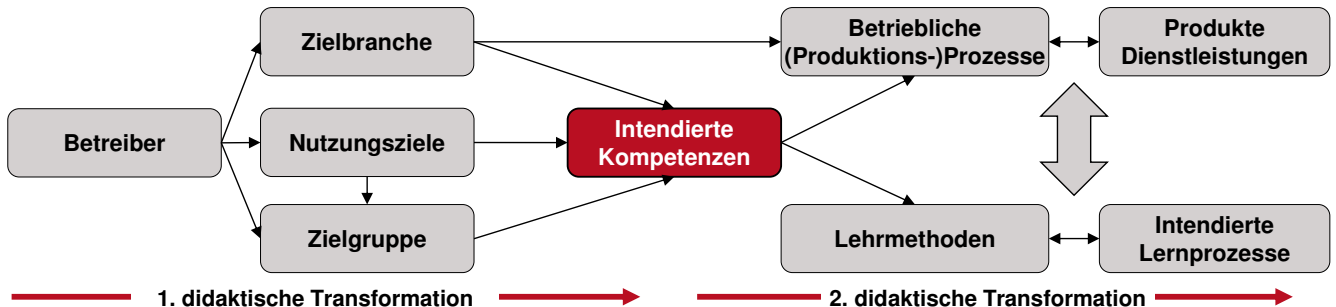 Zielbranche
Betriebliche
(Produktions-)Prozesse
Produkte
Dienstleistungen
Betreiber
Nutzungsziele
Intendierte
Kompetenzen
Zielgruppe
Lehrmethoden
Intendierte
Lernprozesse
1. didaktische Transformation
2. didaktische Transformation